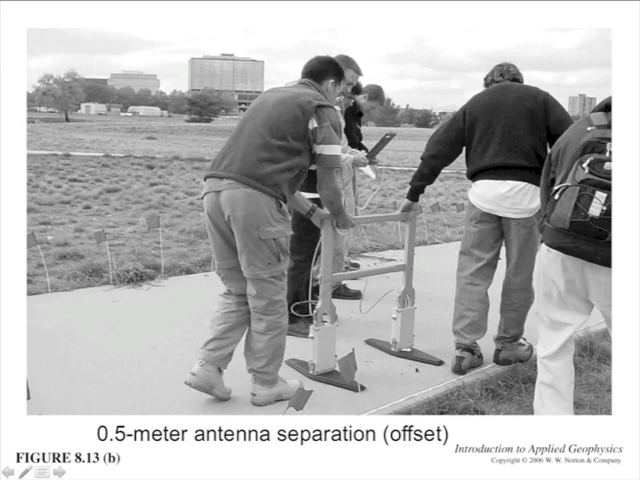 0.5-meter antenna separation (offset)
FIGURE 8.13 (b)
Introduction to Applied Geophysics
Copyright © 2006 W. W. Norton & Company